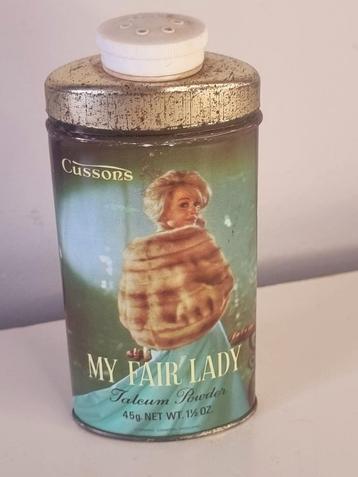 Cussons
MY FAIR LADY
Talcum Powder
45g. NET WT. 1½ OZ.